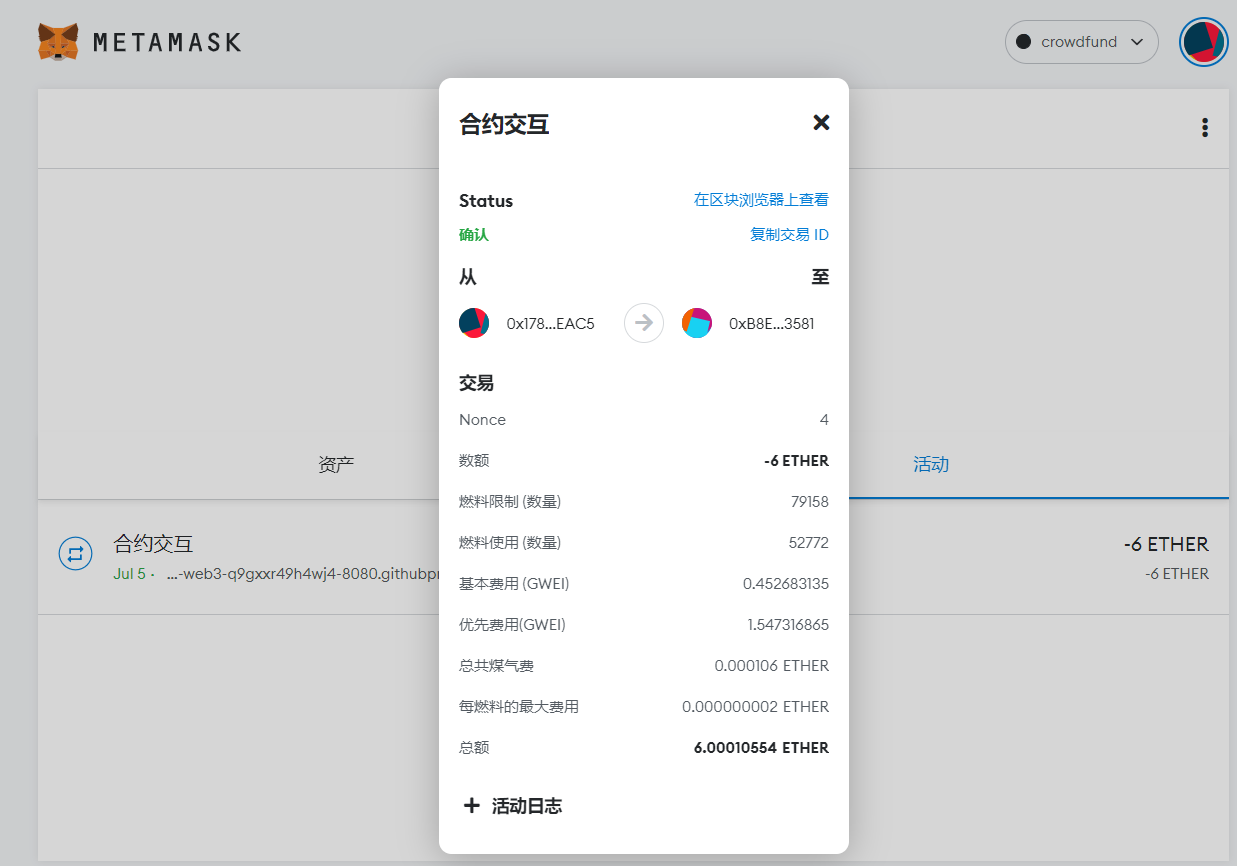 METAMASK
crowdfund
合约交互
Status
在区块浏览器上查看
确认
复制交易 ID
从
至
0x178...EAC5
0xB8E...3581
交易
Nonce
4
数额
-6 ETHER
燃料限制 (数量)
79158
燃料使用 (数量)
52772
基本费用 (GWEI)
0.452683135
优先费用(GWEI)
1.547316865
总共煤气费
0.000106 ETHER
每燃料的最大费用
0.000000002 ETHER
总额
6.00010554 ETHER
+ 活动日志
资产
活动
合约交互
-6 ETHER
Jul 5 · ...-web3-q9gxxr49h4wj4-8080.githubpr
-6 ETHER